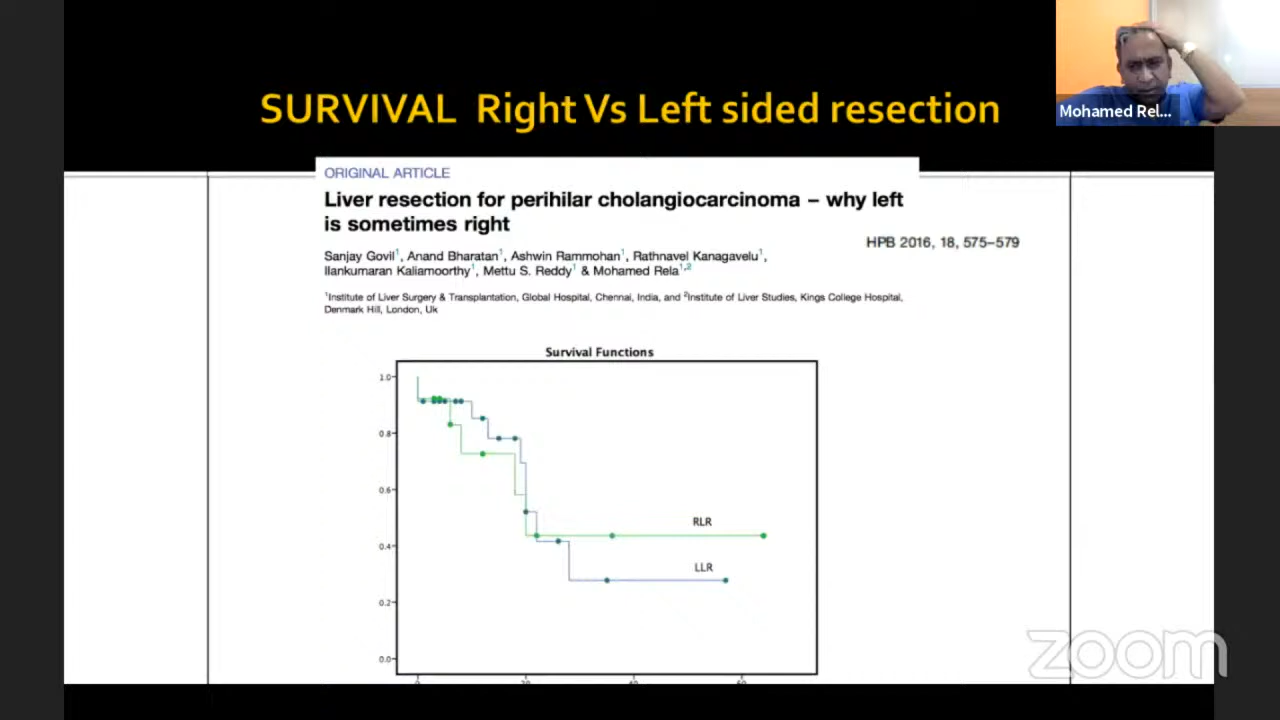 SURVIVAL Right Vs Left sided resection
Mohamed Rel...
ORIGINAL ARTICLE
Liver resection for perihilar cholangiocarcinoma – why left
is sometimes right
HPB 2016, 18, 575–579
Sanjay Govil1, Anand Bharatan1, Ashwin Rammohan1, Rathnavel Kanagavelu1,
Ilankumaran Kaliamoorthy1, Mettu S. Reddy1 & Mohamed Rela1,2
1Institute of Liver Surgery & Transplantation, Global Hospital, Chennai, India, and 2Institute of Liver Studies, Kings College Hospital,
Denmark Hill, London, Uk
Survival Functions
1.0
0.8
0.6
RLR
0.4
LLR
0.2
0.0
zoom